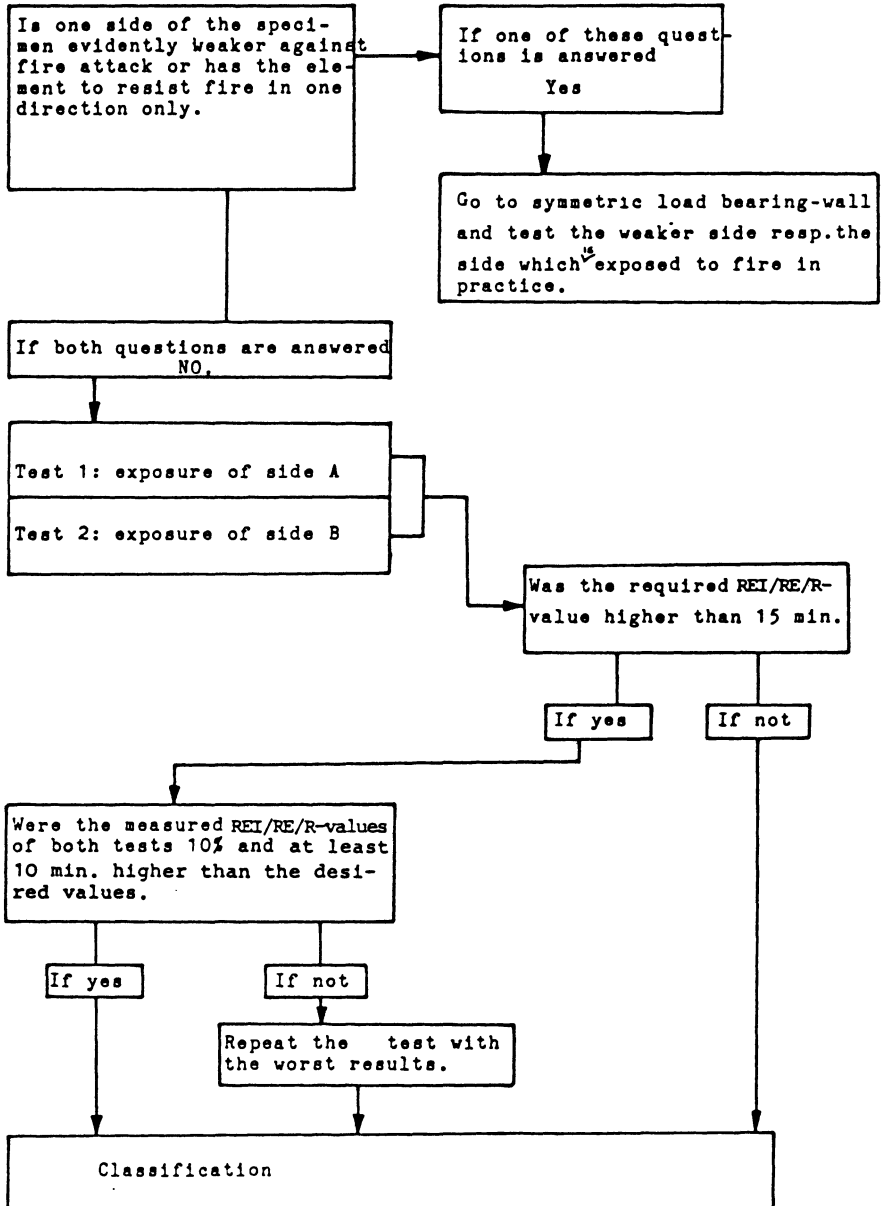 Is one side of the speci-
men evidently weaker against
fire attack or has the ele-
ment to resist fire in one
direction only.
If one of these quest-
ions is answered
Yes
Go to symmetric load bearing-wall
and test the weaker side resp.the
side which is exposed to fire in
practice.
If both questions are answered
NO.
Test 1: exposure of side A
Test 2: exposure of side B
Was the required REI/RE/R-
value higher than 15 min.
If yes
If not
Were the measured REI/RE/R-values
of both tests 10% and at least
10 min. higher than the desi-
red values.
If yes
If not
Repeat the test with
the worst results.
Classification